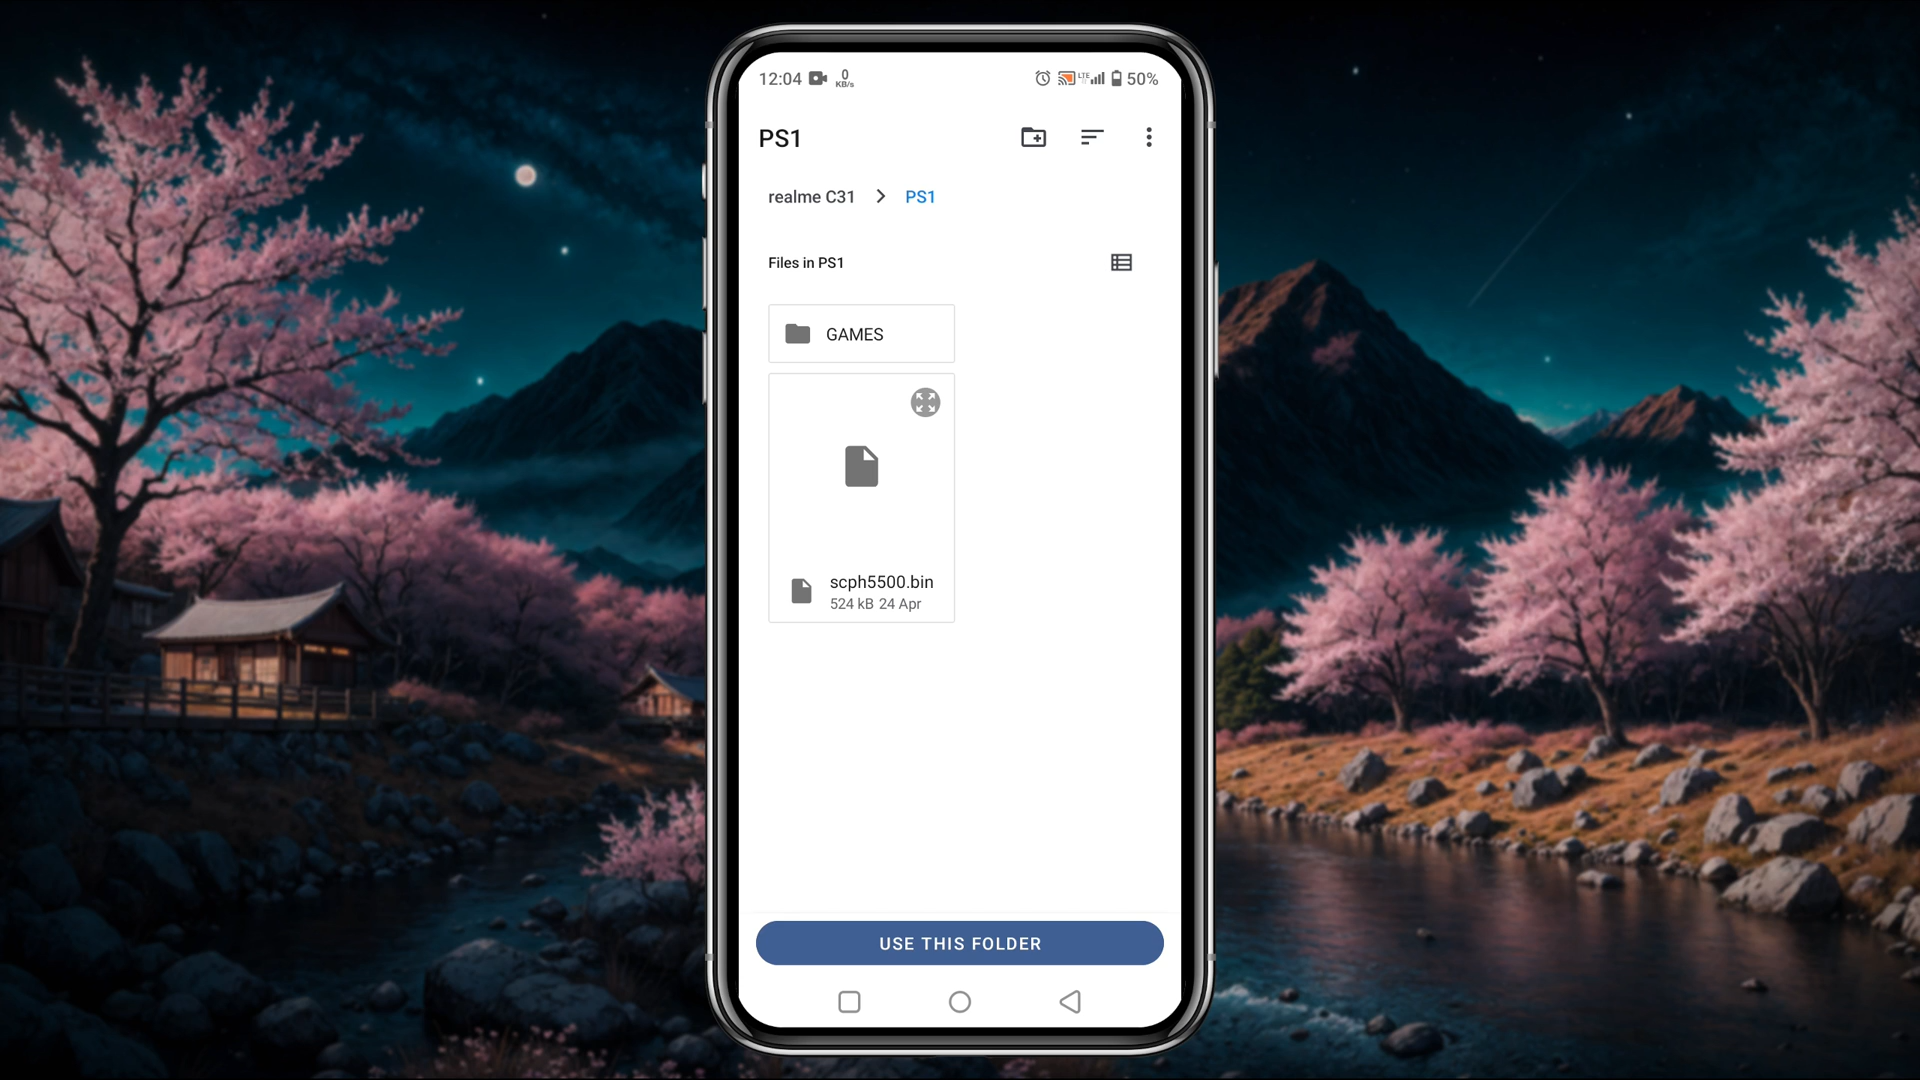 12:04 0 KB/s LTE 50%
PS1
realme C31 PS1
Files in PS1
GAMES
scph5500.bin
524 kB 24 Apr
USE THIS FOLDER